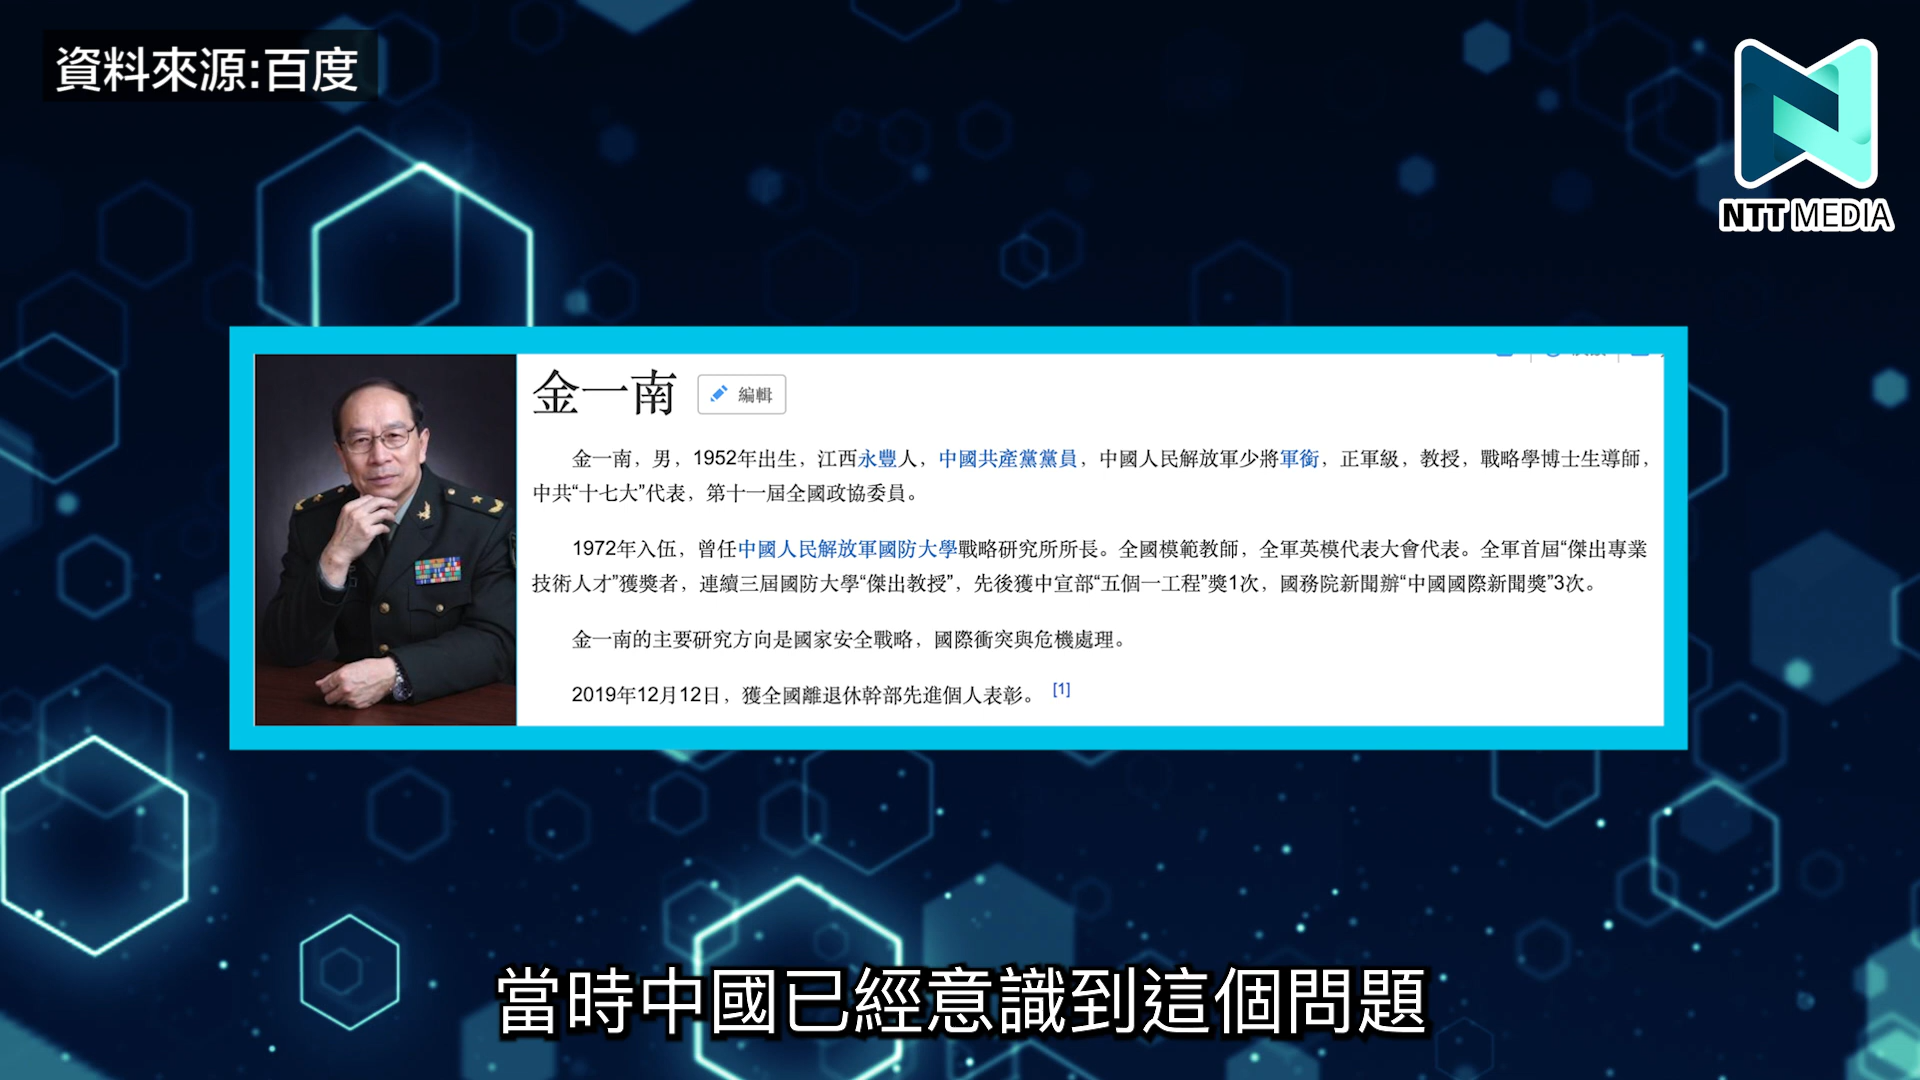 資料來源:百度
NTT MEDIA
金一南 編輯
金一南，男，1952年出生，江西永豐人，中國共產黨黨員，中國人民解放軍少將軍銜，正軍級，教授，戰略學博士生導師，
中共“十七大”代表，第十一屆全國政協委員。
1972年入伍，曾任中國人民解放軍國防大學戰略研究所所長。全國模範教師，全軍英模代表大會代表。全軍首屆“傑出專業
技術人才”獲獎者，連續三屆國防大學“傑出教授”，先後獲中宣部“五個一工程”獎1次，國務院新聞辦“中國國際新聞獎”3次。
金一南的主要研究方向是國家安全戰略，國際衝突與危機處理。
2019年12月12日，獲全國離退休幹部先進個人表彰。 [1]
當時中國已經意識到這個問題